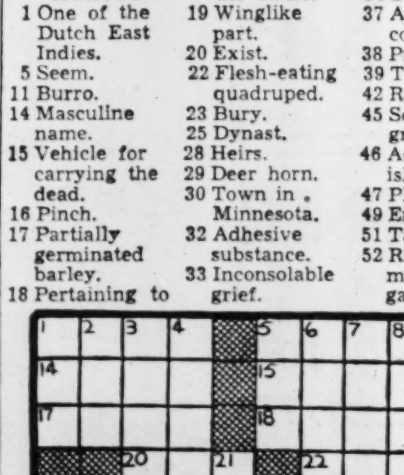 1 One of the
Dutch East
Indies.
5 Seem.
11 Burro.
14 Masculine
name.
15 Vehicle for
carrying the
dead.
16 Pinch.
17 Partially
germinated
barley.
18 Pertaining to
19 Winglike
part.
20 Exist.
22 Flesh-eating
quadruped.
23 Bury.
25 Dynast.
28 Heirs.
29 Deer horn.
30 Town in
Minnesota.
32 Adhesive
substance.
33 Inconsolable
grief.
37 A
38 P
39 T
42 R
45 Se
46 A
47 P
49 E
51 T
52 R
1 2 3 4 5 6 7 8
14 15
17 18
20 21 22